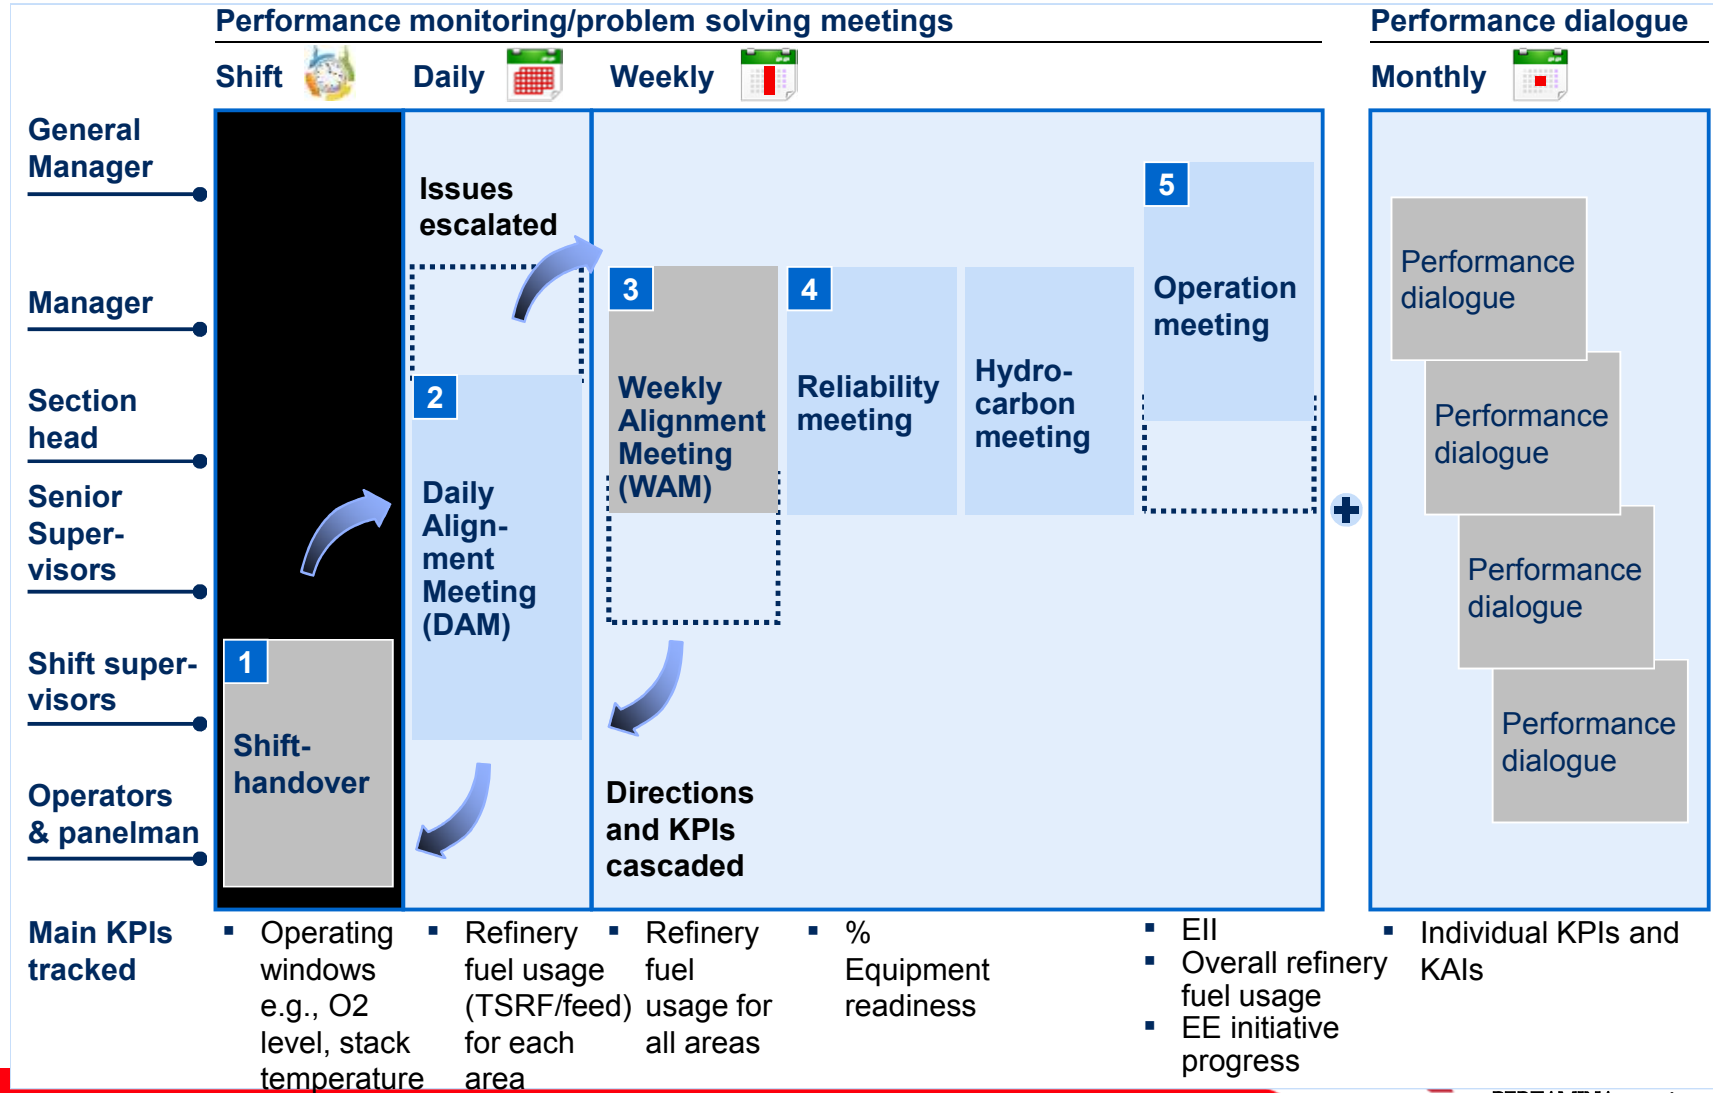 Performance monitoring/problem solving meetings
Performance dialogue
Shift
Daily
Weekly
Monthly
General
Manager
Manager
Section
head
Senior
Super-
visors
Shift super-
visors
Operators
& panelman
Issues
escalated
1
Shift-
handover
2
Daily
Align-
ment
Meeting
(DAM)
3
Weekly
Alignment
Meeting
(WAM)
4
Reliability
meeting
Hydro-
carbon
meeting
5
Operation
meeting
Directions
and KPIs
cascaded
Performance
dialogue
Performance
dialogue
Performance
dialogue
Performance
dialogue
Main KPIs
tracked
▪ Operating
windows
e.g., O2
level, stack
temperature
▪ Refinery
fuel usage
(TSRF/feed)
for each
area
▪ Refinery
fuel
usage for
all areas
▪ %
Equipment
readiness
▪ EII
▪ Overall refinery
fuel usage
▪ EE initiative
progress
▪ Individual KPIs and
KAIs